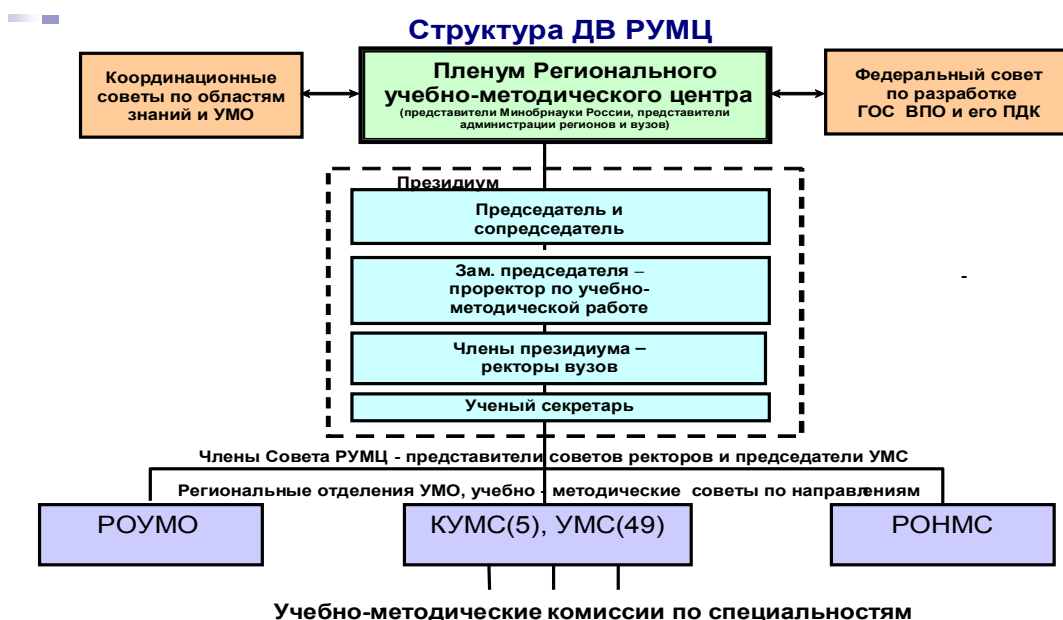 Структура ДВ РУМЦ
Координационные
советы по областям
знаний и УМО
Пленум Регионального
учебно-методического центра
(представители Минобрнауки России, представители
администрации регионов и вузов)
Федеральный совет
по разработке
ГОС ВПО и его ПДК
Президиум
Председатель и
сопредседатель
Зам. председателя –
проректор по учебно-
методической работе
-
Члены президиума –
ректоры вузов
Ученый секретарь
Члены Совета РУМЦ - представители советов ректоров и председатели УМС
Региональные отделения УМО, учебно - методические советы по направлениям
РОУМО
КУМС(5), УМС(49)
РОНМС
Учебно-методические комиссии по специальностям